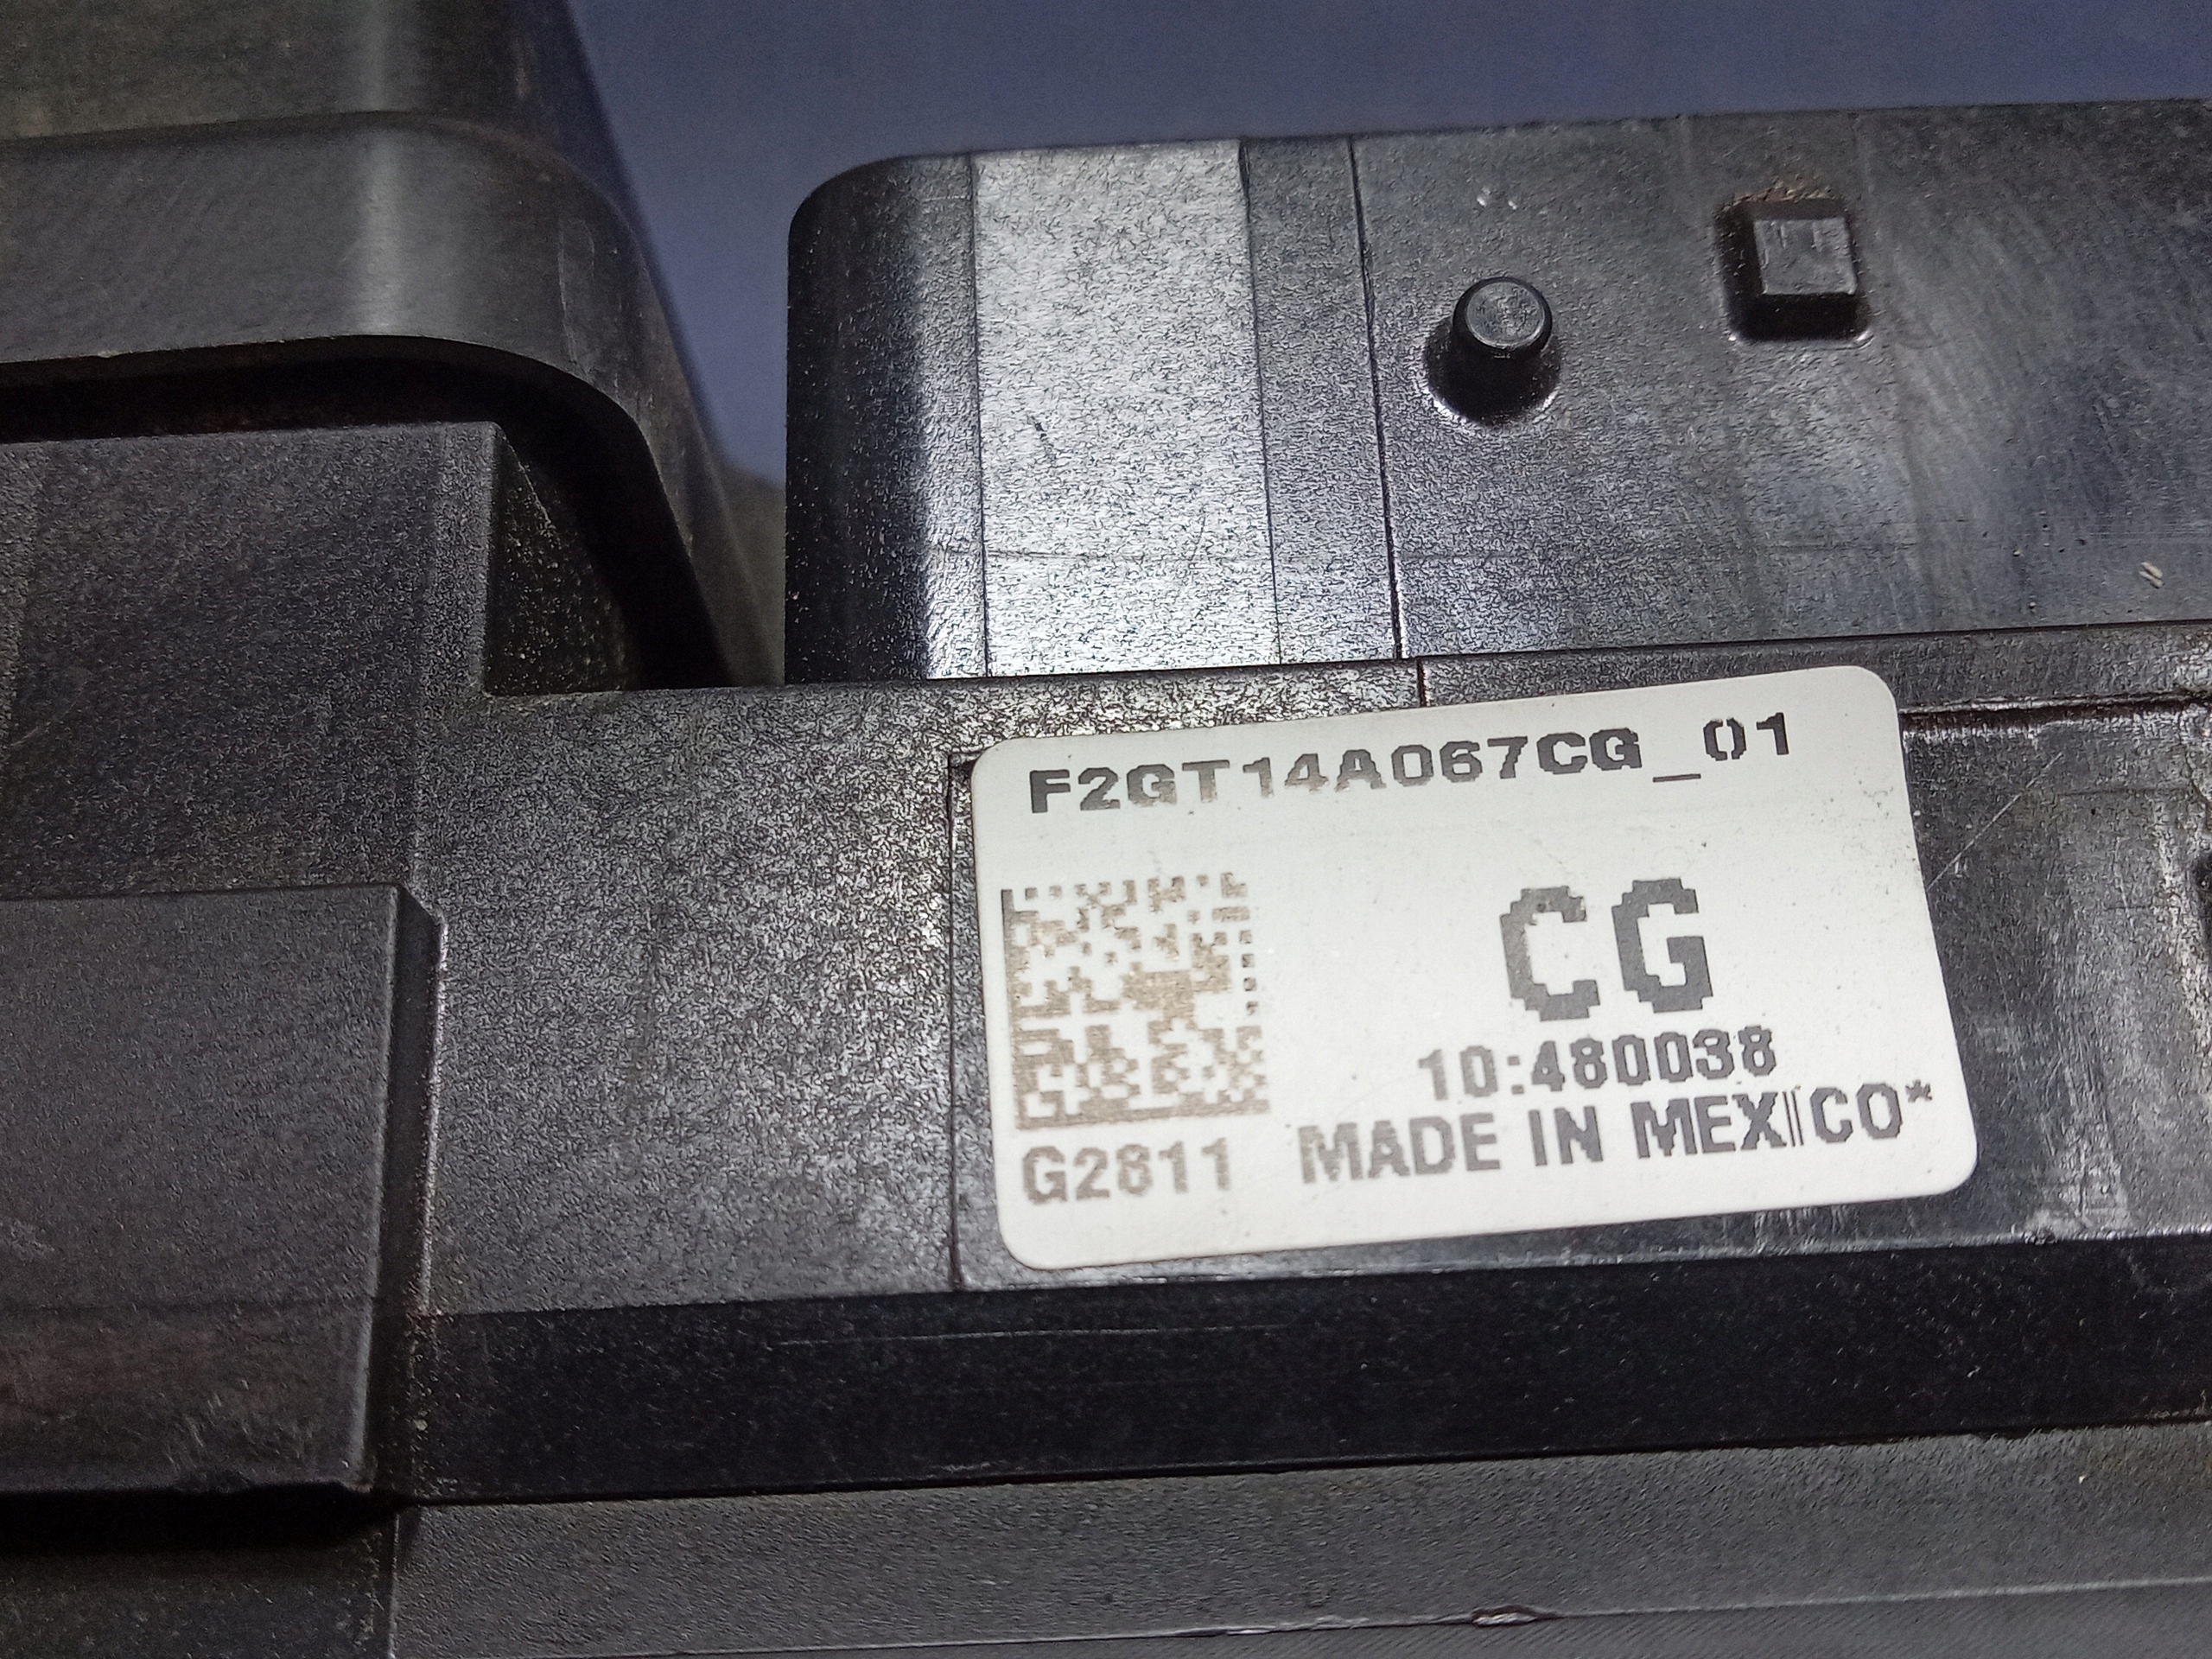 F2GT14A067CG_01
CG
10:480038
G2811 MADE IN MEXICO*